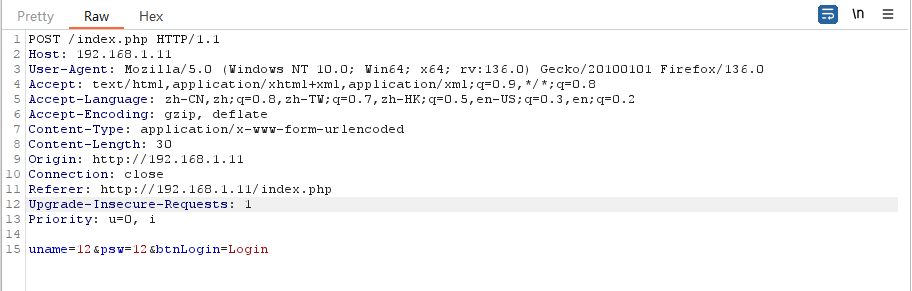 Pretty Raw Hex \n
1 POST /index.php HTTP/1.1
2 Host: 192.168.1.11
3 User-Agent: Mozilla/5.0 (Windows NT 10.0; Win64; x64; rv:136.0) Gecko/20100101 Firefox/136.0
4 Accept: text/html,application/xhtml+xml,application/xml;q=0.9,*/*;q=0.8
5 Accept-Language: zh-CN,zh;q=0.8,zh-TW;q=0.7,zh-HK;q=0.5,en-US;q=0.3,en;q=0.2
6 Accept-Encoding: gzip, deflate
7 Content-Type: application/x-www-form-urlencoded
8 Content-Length: 30
9 Origin: http://192.168.1.11
10 Connection: close
11 Referer: http://192.168.1.11/index.php
12 Upgrade-Insecure-Requests: 1
13 Priority: u=0, i
14
15 uname=12&psw=12&btnLogin=Login